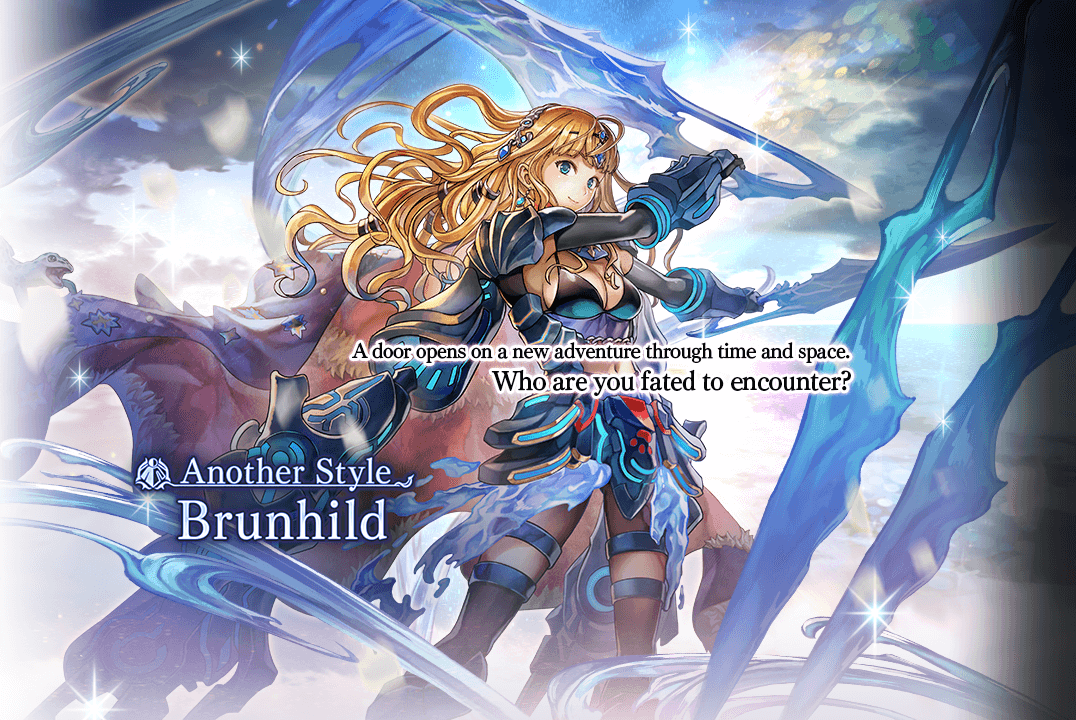 A door opens on a new adventure through time and space.
Who are you fated to encounter?
Another Style
Brunhild